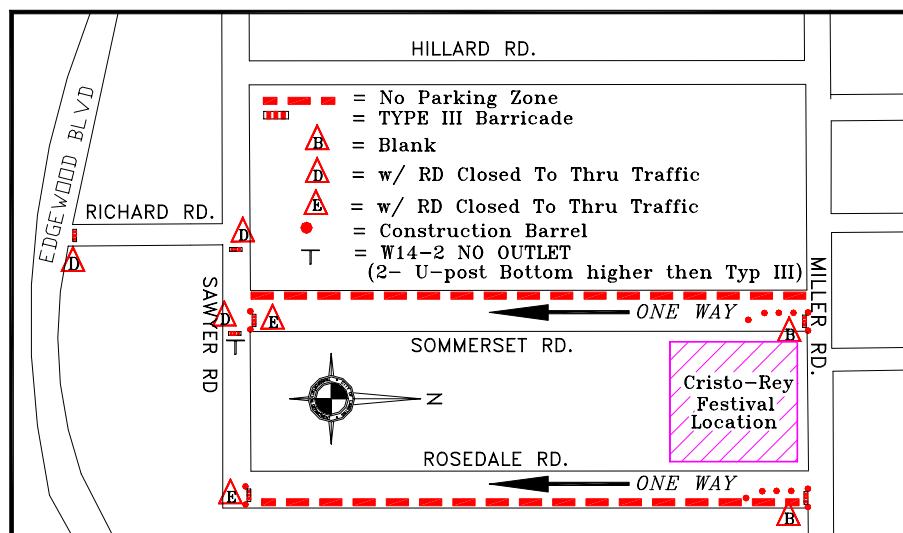 HILLARD RD.
= No Parking Zone
= TYPE III Barricade
B = Blank
D = w/ RD Closed To Thru Traffic
E = w/ RD Closed To Thru Traffic
= Construction Barrel
= W14-2 NO OUTLET
(2- U-post Bottom higher then Typ III)
EDGEWOOD BLVD
RICHARD RD.
D
D
SAWYER RD
MILLER RD.
D
E
ONE WAY
B
SOMMERSET RD.
N
Cristo-Rey
Festival
Location
ROSEDALE RD.
E
ONE WAY
B